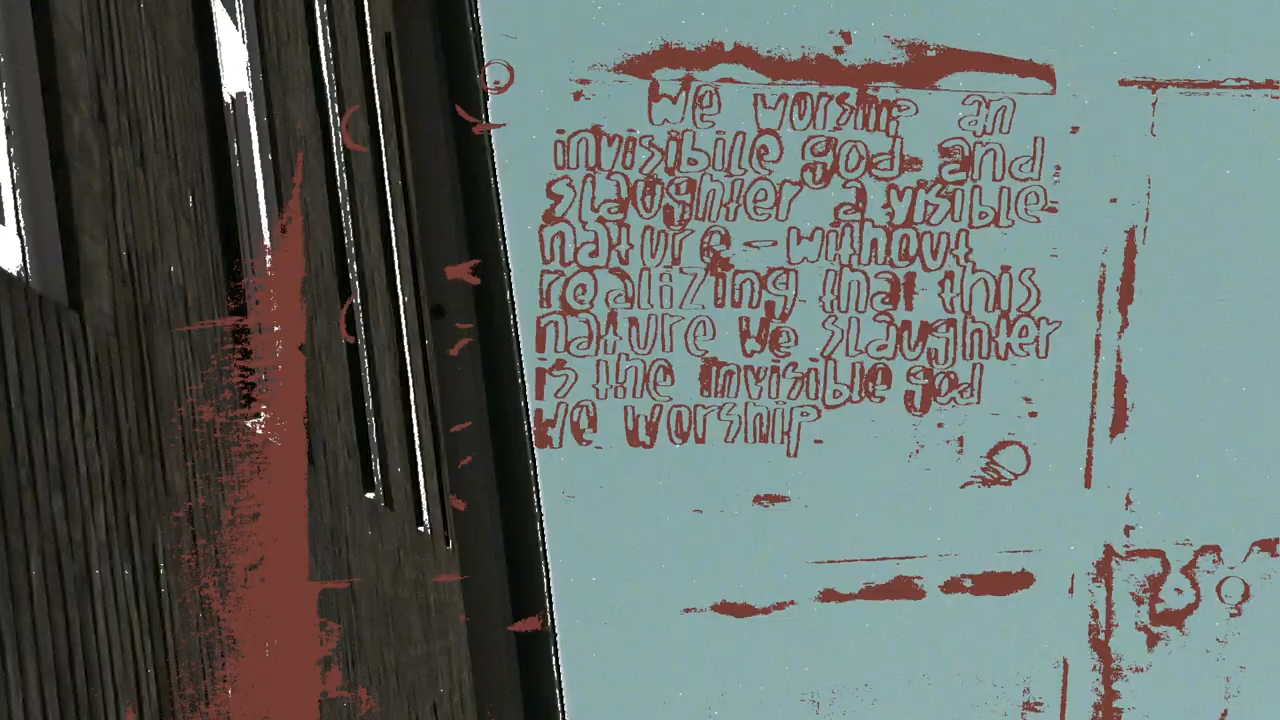 We worship an
invisibile god and
slaughter a visible
nature - without
realizing that this
nature we slaughter
is the invisible god
we worship.